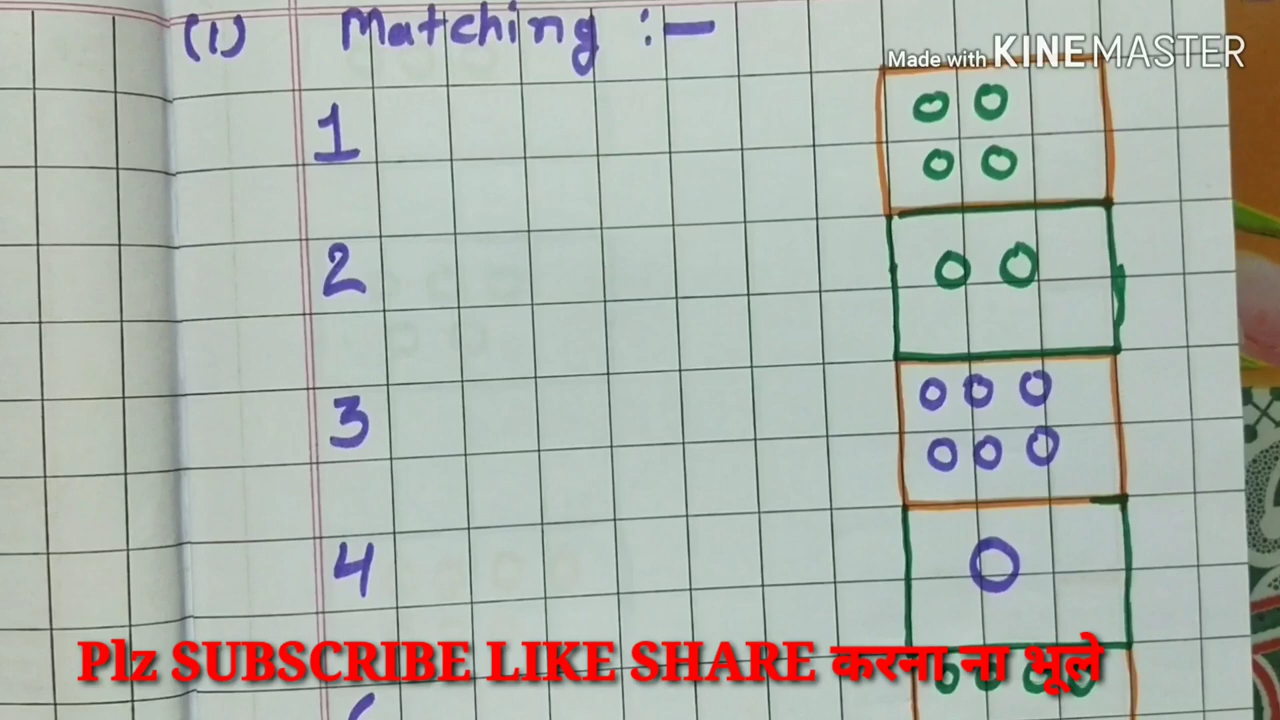 (1) Matching :-
Made with KINEMASTER
1
2
3
4
Plz SUBSCRIBE LIKE SHARE करना ना भूले